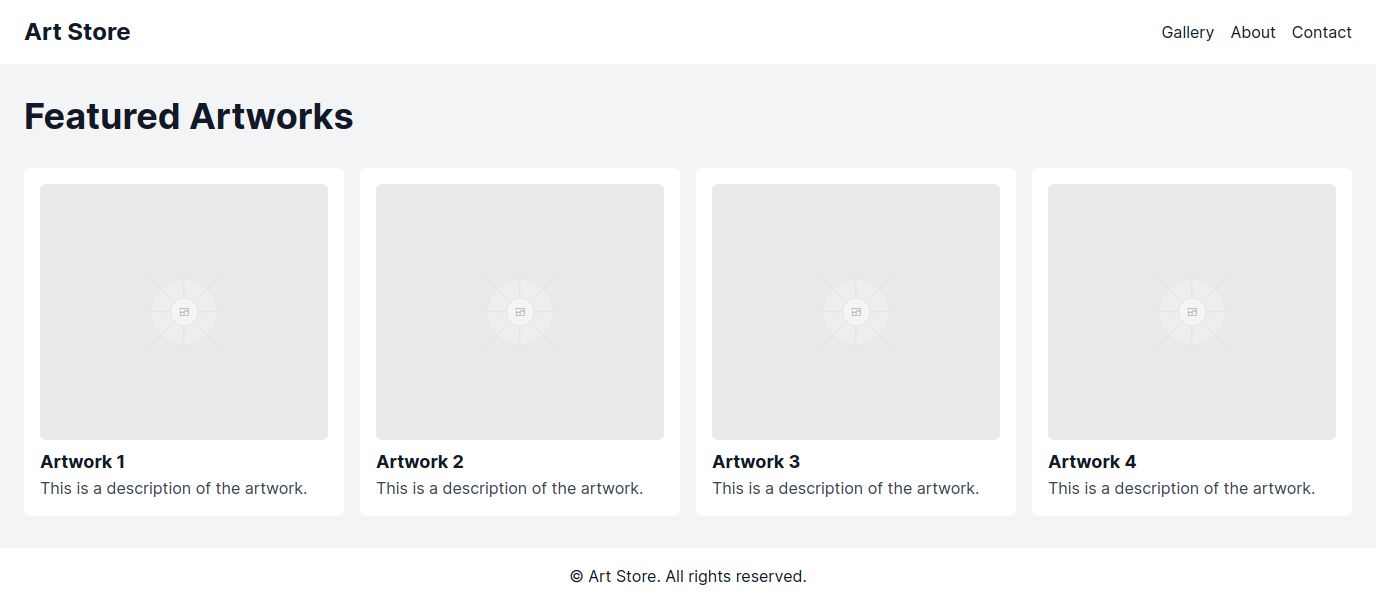 Art Store
Gallery About Contact
Featured Artworks
Artwork 1
This is a description of the artwork.
Artwork 2
This is a description of the artwork.
Artwork 3
This is a description of the artwork.
Artwork 4
This is a description of the artwork.
© Art Store. All rights reserved.